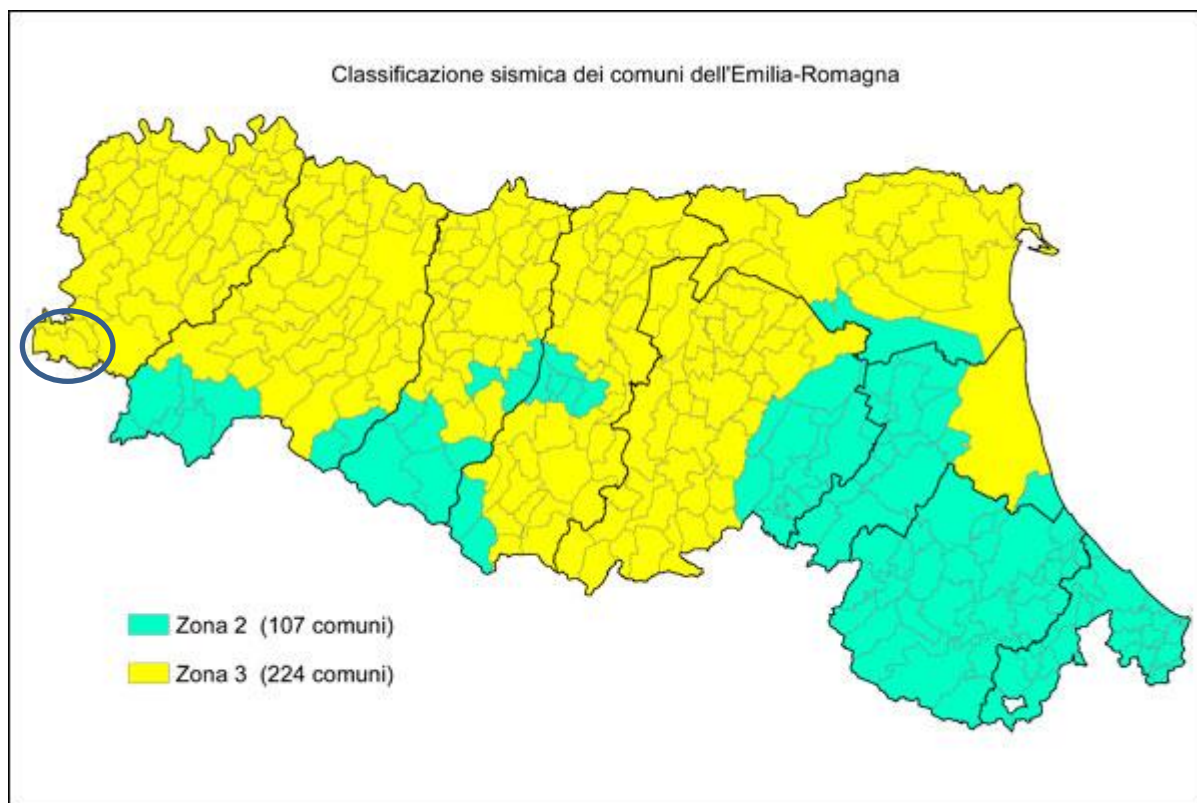 Classificazione sismica dei comuni dell'Emilia-Romagna
Zona 2 (107 comuni)
Zona 3 (224 comuni)